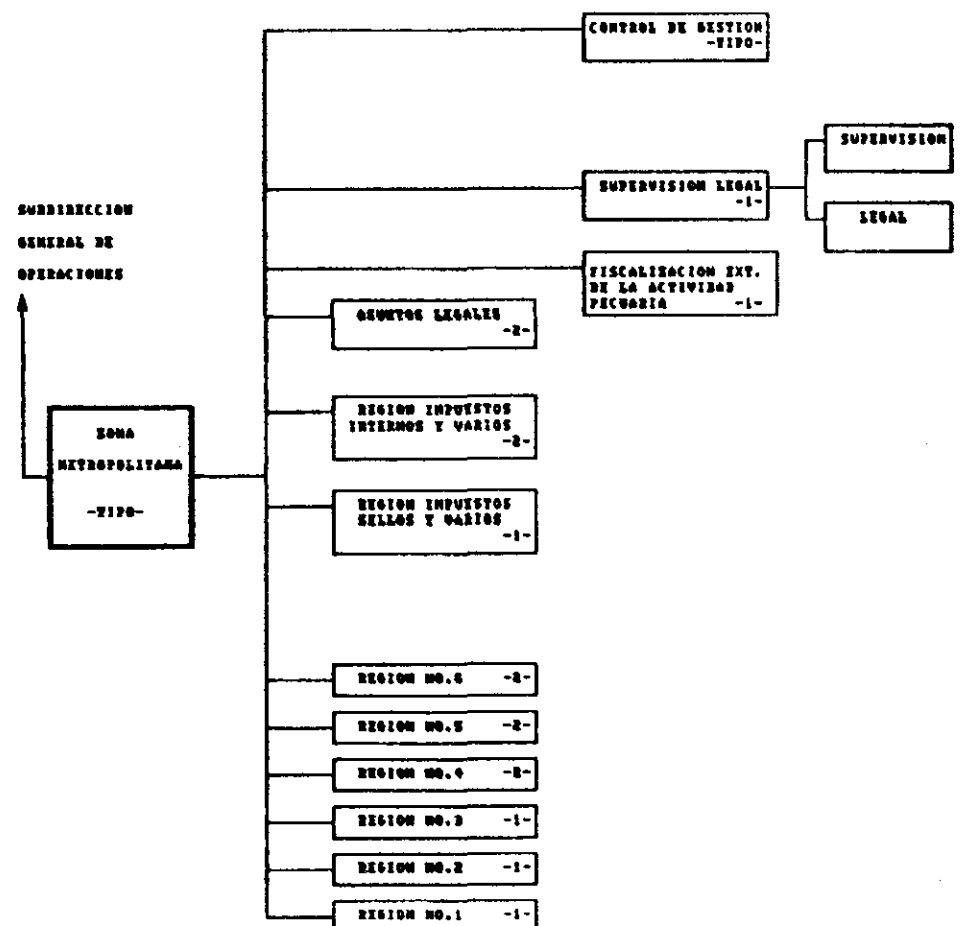 CONTROL DE GESTION
-TIPO-
SUPERVISION
SUPERVISION LEGAL
-1-
LEGAL
SUBDIRECCION
GENERAL DE
OPERACIONES
FISCALIZACION EXT.
DE LA ACTIVIDAD
PECUARIA -1-
ASUNTOS LEGALES
-2-
REGION IMPUESTOS
INTERNOS Y VARIOS
-2-
ZONA
METROPOLITANA
-TIPO-
REGION IMPUESTOS
SELLOS Y VARIOS
-1-
REGION NO.6 -2-
REGION NO.5 -2-
REGION NO.4 -2-
REGION NO.3 -1-
REGION NO.2 -1-
REGION NO.1 -1-